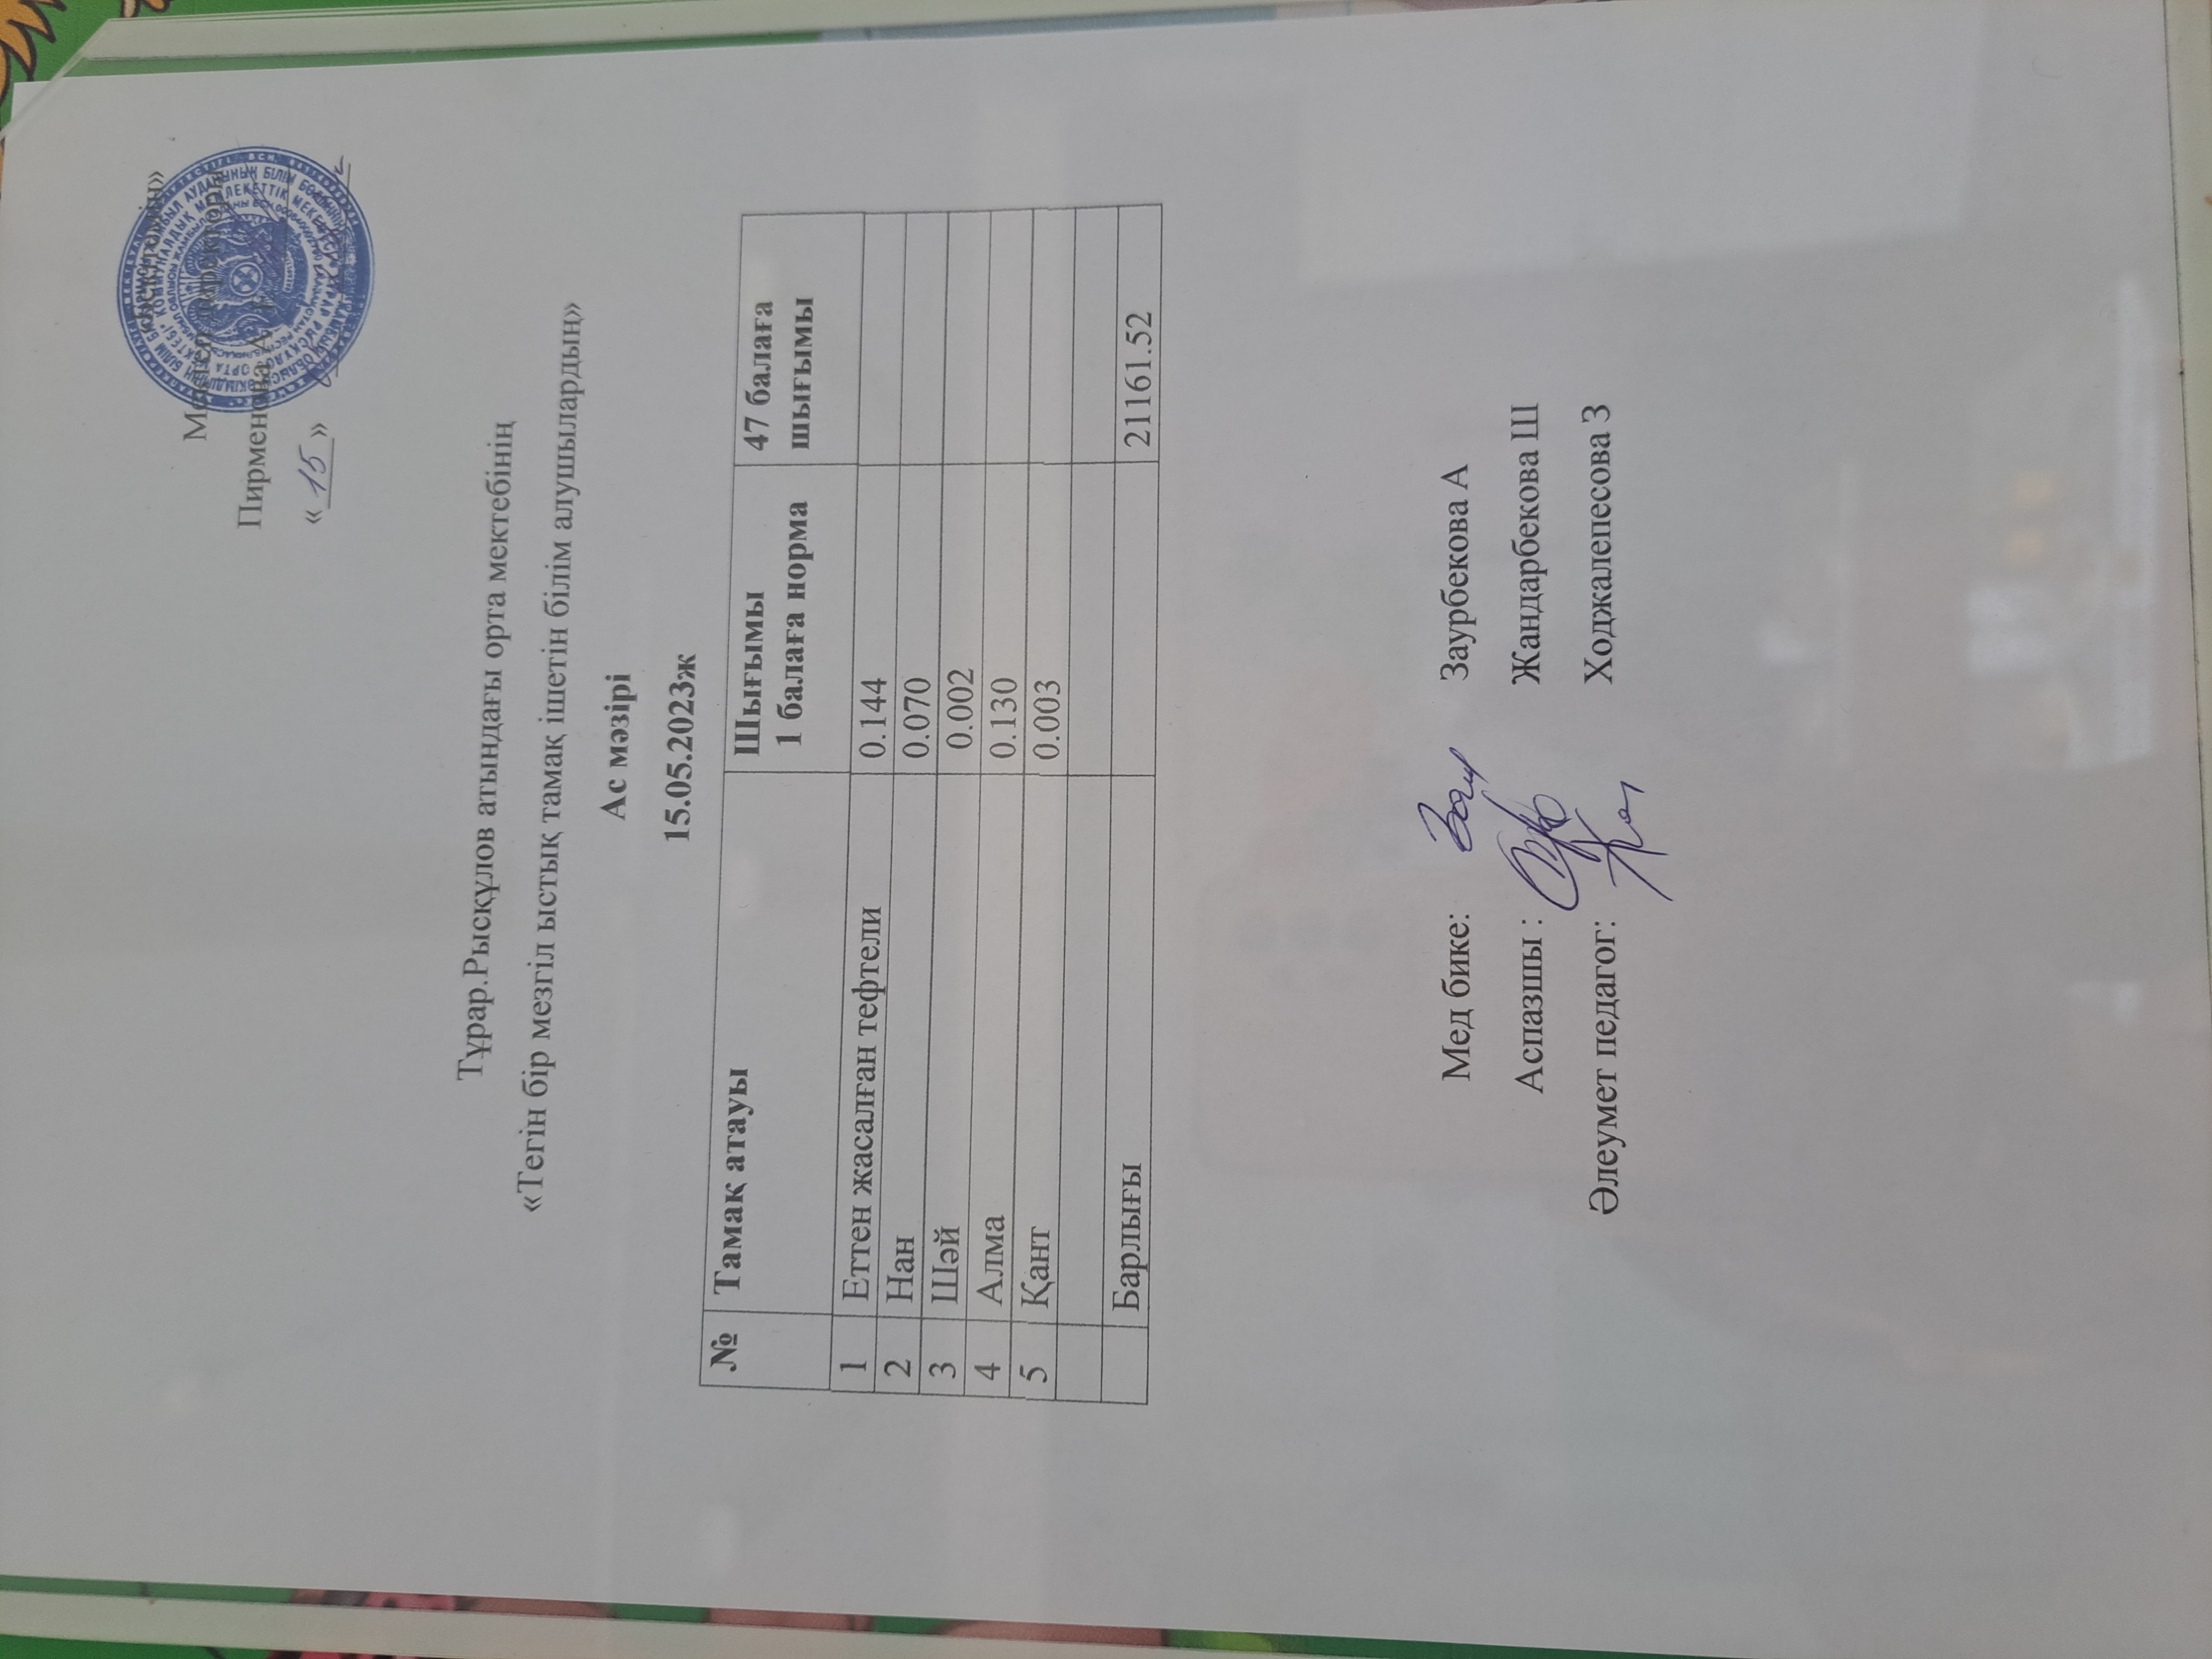 «Бекітемін»
Мектеп директоры
Пирменова А
« 15 »
Тұрар.Рысқұлов атындағы орта мектебінің
«Тегін бір мезгіл ыстық тамақ ішетін білім алушылардың»
Ас мәзірі
15.05.2023ж
№ Тамақ атауы Шығымы 1 балаға норма 47 балаға шығымы
1 Еттен жасалған тефтели 0.144
2 Нан 0.070
3 Шәй 0.002
4 Алма 0.130
5 Қант 0.003
Барлығы 21161.52
Мед бике: Заурбекова А
Аспазшы : Жандарбекова Ш
Әлеумет педагог: Ходжалепесова З